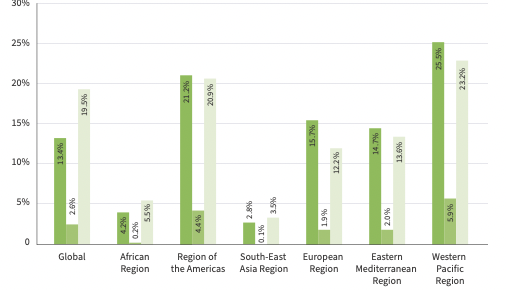 30%
25%
20%
15%
10%
5%
0
13.4%
2.6%
19.5%
4.2%
0.2%
5.5%
21.2%
4.4%
20.9%
2.8%
0.1%
3.5%
15.7%
1.9%
12.2%
14.7%
2.0%
13.6%
25.5%
5.9%
23.2%
Global
African
Region
Region of
the Americas
South-East
Asia Region
European
Region
Eastern
Mediterranean
Region
Western
Pacific
Region